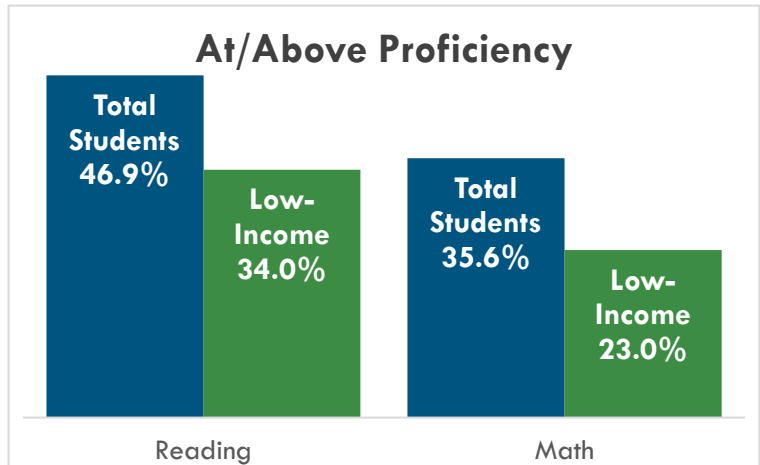 At/Above Proficiency
Total
Students
46.9%
Low-
Income
34.0%
Total
Students
35.6%
Low-
Income
23.0%
Reading
Math